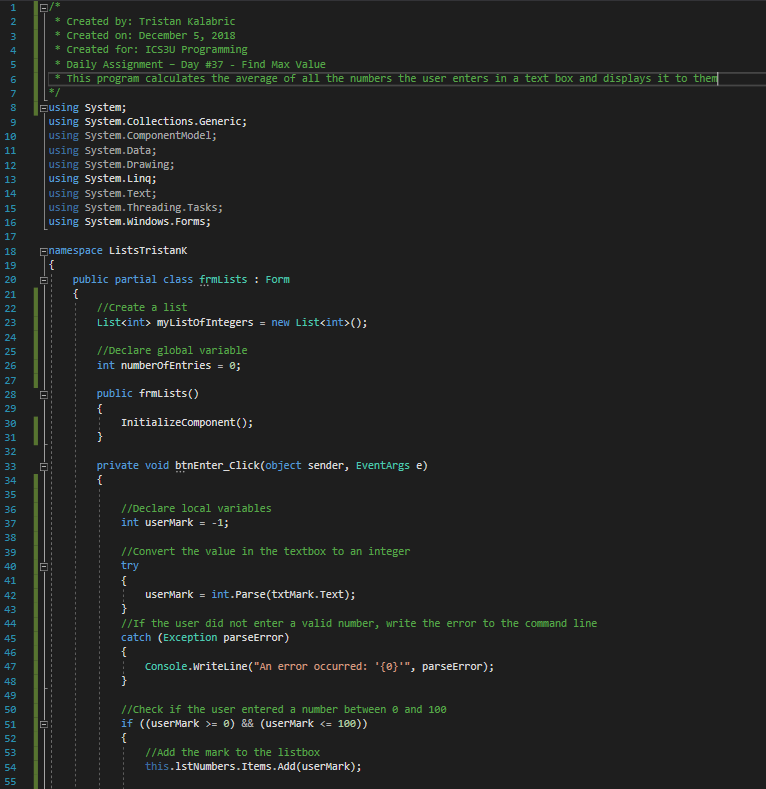 1 /*
2 * Created by: Tristan Kalabric
3 * Created on: December 5, 2018
4 * Created for: ICS3U Programming
5 * Daily Assignment – Day #37 - Find Max Value
6 * This program calculates the average of all the numbers the user enters in a text box and displays it to them
7 */
8 using System;
9 using System.Collections.Generic;
10 using System.ComponentModel;
11 using System.Data;
12 using System.Drawing;
13 using System.Linq;
14 using System.Text;
15 using System.Threading.Tasks;
16 using System.Windows.Forms;
17
18 namespace ListsTristanK
19 {
20 public partial class frmLists : Form
21 {
22 //Create a list
23 List<int> myListOfIntegers = new List<int>();
24
25 //Declare global variable
26 int numberOfEntries = 0;
27
28 public frmLists()
29 {
30 InitializeComponent();
31 }
32
33 private void btnEnter_Click(object sender, EventArgs e)
34 {
35
36 //Declare local variables
37 int userMark = -1;
38
39 //Convert the value in the textbox to an integer
40 try
41 {
42 userMark = int.Parse(txtMark.Text);
43 }
44 //If the user did not enter a valid number, write the error to the command line
45 catch (Exception parseError)
46 {
47 Console.WriteLine("An error occurred: '{0}'", parseError);
48 }
49
50 //Check if the user entered a number between 0 and 100
51 if ((userMark >= 0) && (userMark <= 100))
52 {
53 //Add the mark to the listbox
54 this.lstNumbers.Items.Add(userMark);
55